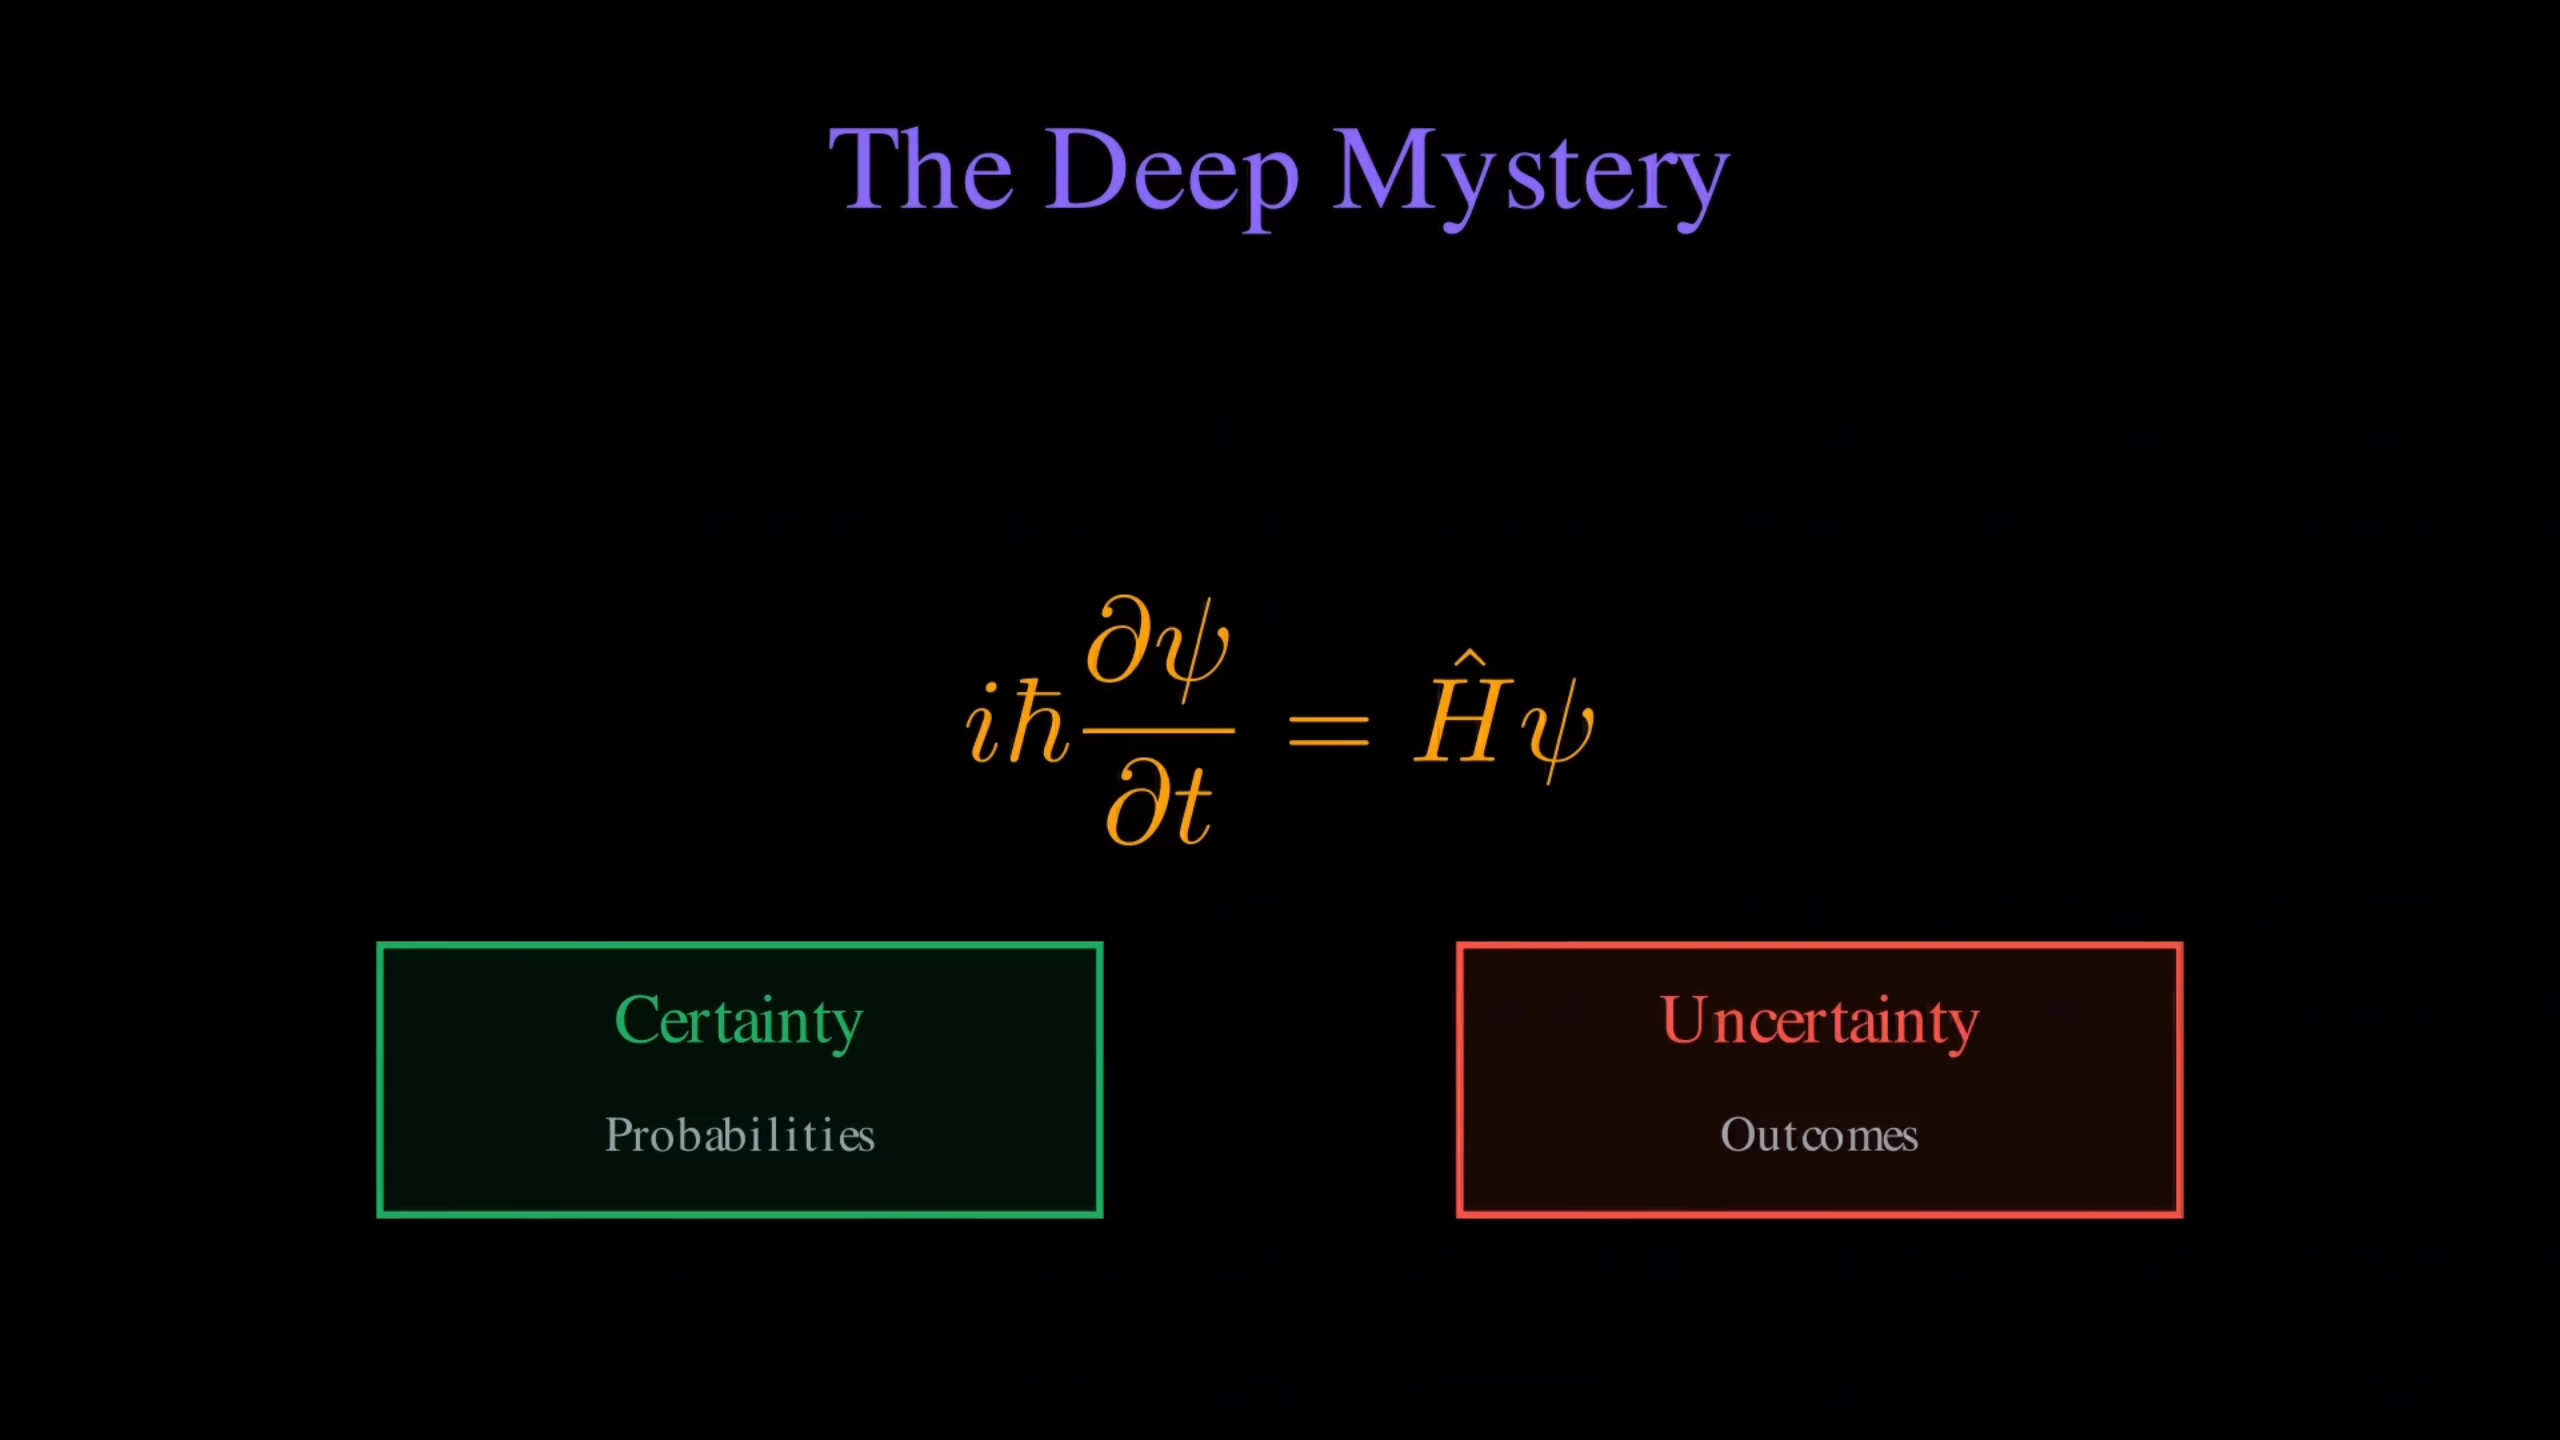 The Deep Mystery
iℏ ∂ψ/∂t = Ĥψ
Certainty
Probabilities
Uncertainty
Outcomes